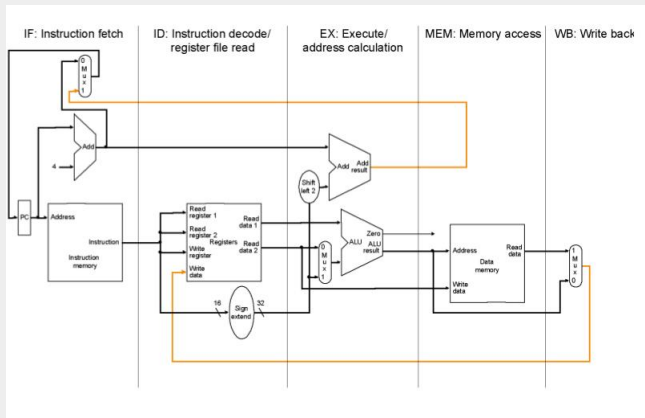 IF: Instruction fetch
ID: Instruction decode/
register file read
EX: Execute/
address calculation
MEM: Memory access
WB: Write back
0
M
u
x
1
Add
4
Add
Add
result
Shift
left 2
PC
Address
Instruction
Instruction
memory
Read
register 1
Read
register 2
Write
register
Write
data
Registers
Read
data 1
Read
data 2
0
M
u
x
1
Zero
ALU
ALU
result
Address
Read
data
Data
memory
Write
data
1
M
u
x
0
16
Sign
extend
32